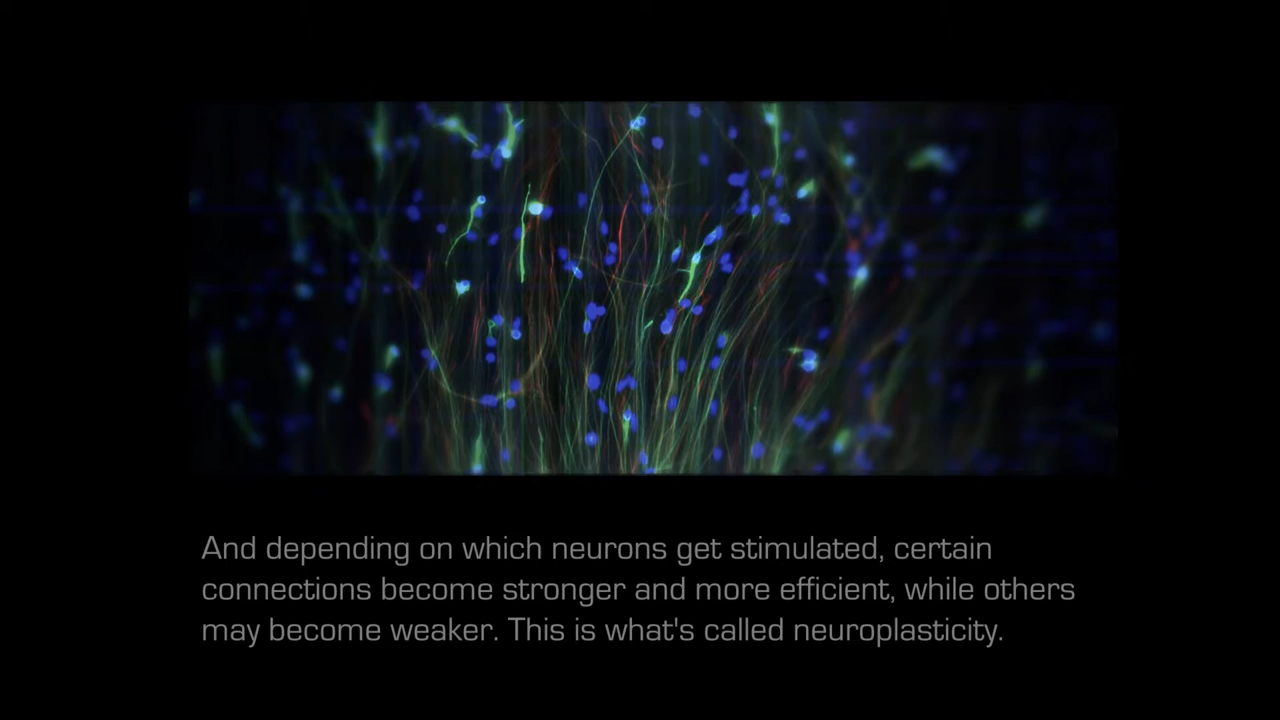 And depending on which neurons get stimulated, certain
connections become stronger and more efficient, while others
may become weaker. This is what's called neuroplasticity.